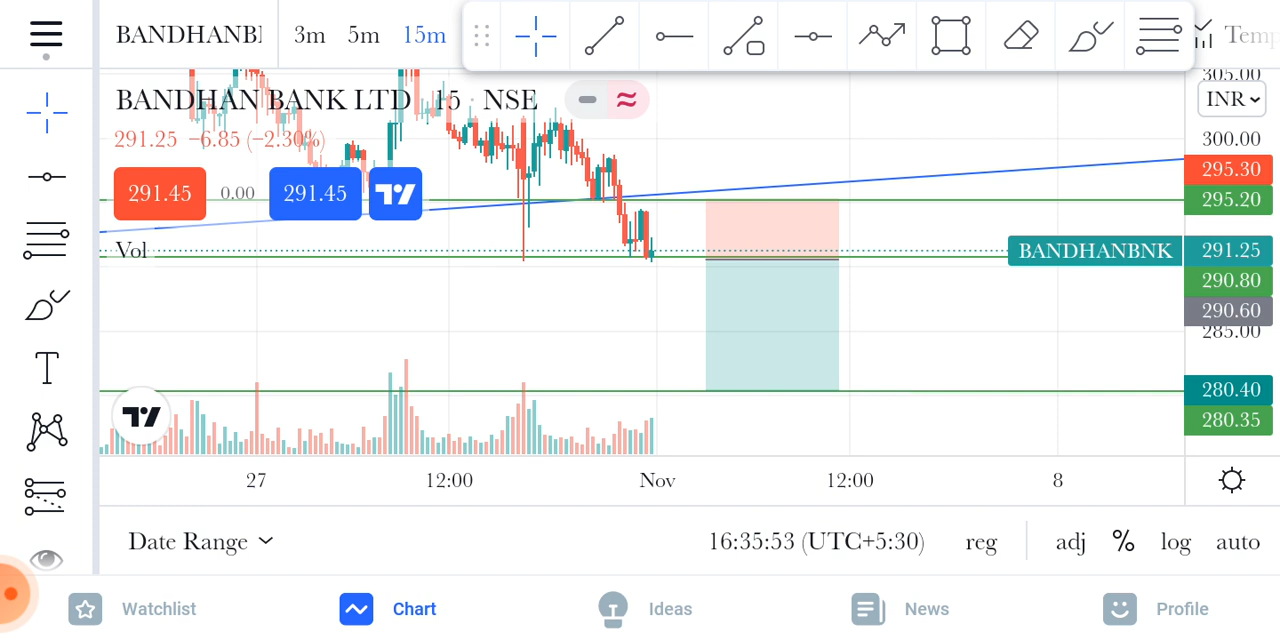 BANDHANBI 3m 5m 15m Temp
305.00
BANDHAN BANK LTD 15 · NSE INR
291.25 −6.85 (−2.30%) 300.00
295.30
291.45 0.00 291.45 295.20
Vol BANDHANBNK 291.25
290.80
290.60
285.00
280.40
280.35
27 12:00 Nov 12:00 8
Date Range 16:35:53 (UTC+5:30) reg adj % log auto
Watchlist Chart Ideas News Profile